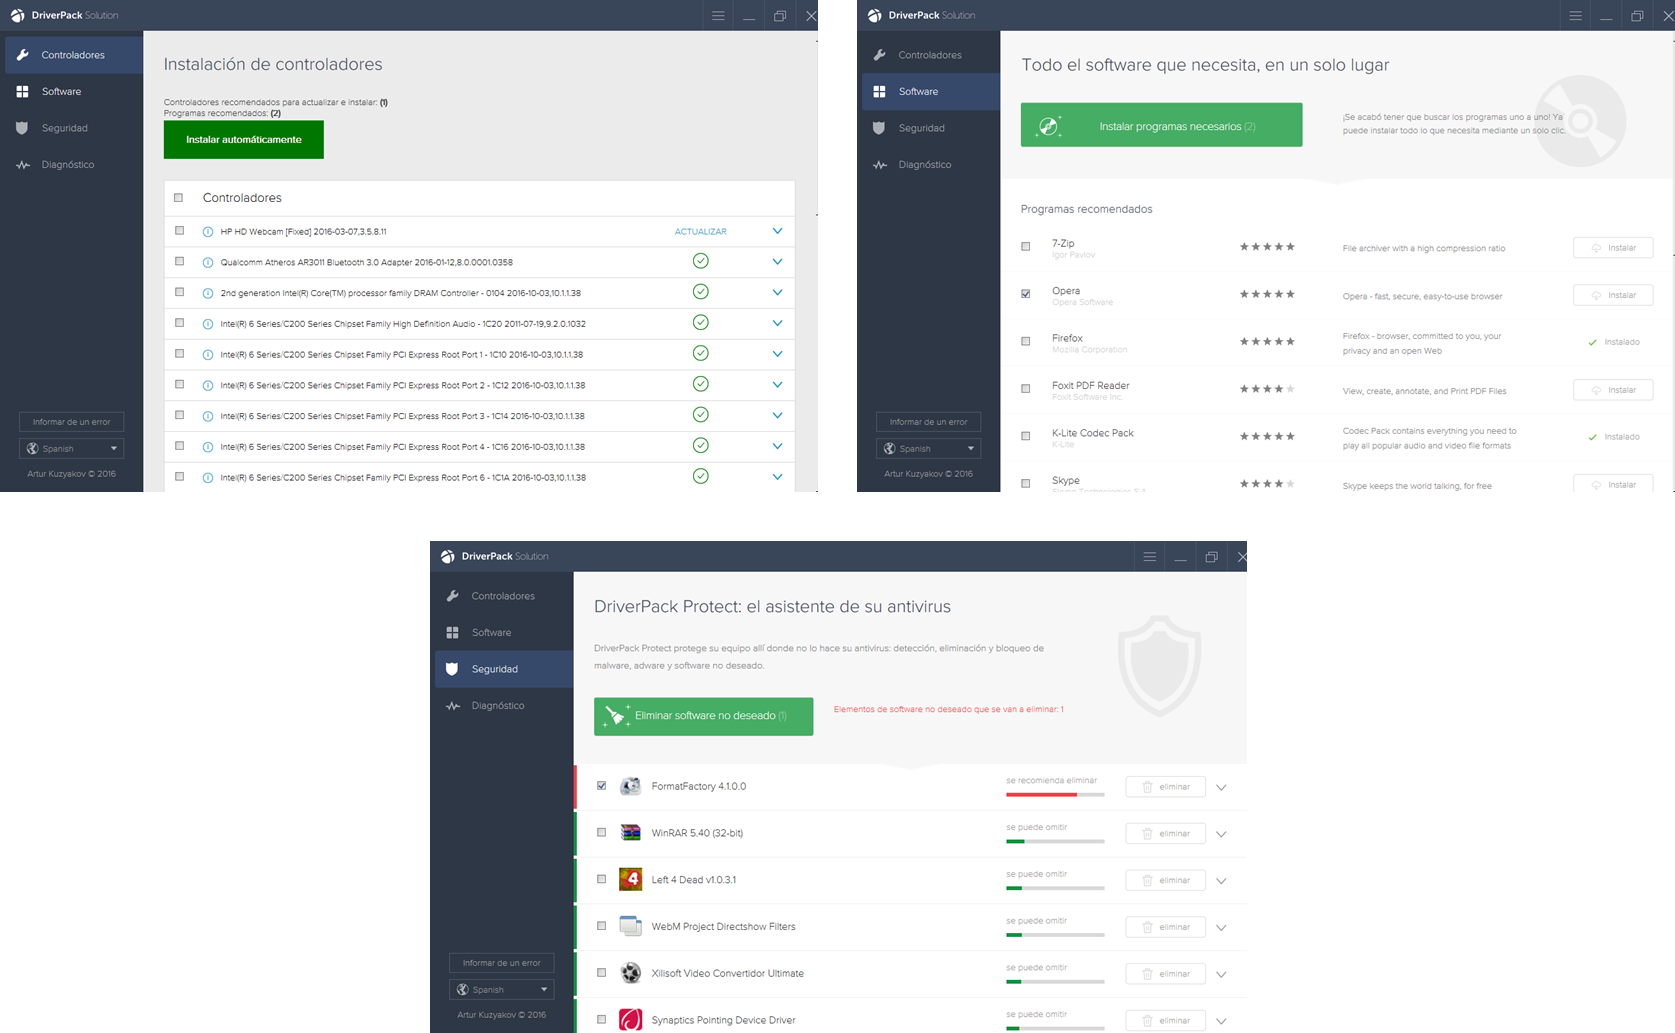 DriverPack Solution
Controladores
Software
Seguridad
Diagnóstico
Informar de un error
Spanish
Artur Kuzyakov © 2016
Instalación de controladores
Controladores recomendados para actualizar e instalar: (1)
Programas recomendados: (2)
Instalar automáticamente
Controladores
HP HD Webcam [Fixed] 2016-03-07,3.5.8.11 ACTUALIZAR
Qualcomm Atheros AR3011 Bluetooth 3.0 Adapter 2016-01-12,8.0.0001.0358
2nd generation Intel(R) Core(TM) processor family DRAM Controller - 0104 2016-10-03,10.1.1.38
Intel(R) 6 Series/C200 Series Chipset Family High Definition Audio - 1C20 2011-07-19,9.2.0.1032
Intel(R) 6 Series/C200 Series Chipset Family PCI Express Root Port 1 - 1C10 2016-10-03,10.1.1.38
Intel(R) 6 Series/C200 Series Chipset Family PCI Express Root Port 2 - 1C12 2016-10-03,10.1.1.38
Intel(R) 6 Series/C200 Series Chipset Family PCI Express Root Port 3 - 1C14 2016-10-03,10.1.1.38
Intel(R) 6 Series/C200 Series Chipset Family PCI Express Root Port 4 - 1C16 2016-10-03,10.1.1.38
Intel(R) 6 Series/C200 Series Chipset Family PCI Express Root Port 6 - 1C1A 2016-10-03,10.1.1.38
DriverPack Solution
Controladores
Software
Seguridad
Diagnóstico
Informar de un error
Spanish
Artur Kuzyakov © 2016
Todo el software que necesita, en un solo lugar
Instalar programas necesarios (2)
¡Se acabó tener que buscar los programas uno a uno! Ya
puede instalar todo lo que necesita mediante un solo clic.
Programas recomendados
7-Zip
Igor Pavlov
File archiver with a high compression ratio
Instalar
Opera
Opera Software
Opera - fast, secure, easy-to-use browser
Instalar
Firefox
Mozilla Corporation
Firefox - browser, committed to you, your
privacy and an open Web
Instalado
Foxit PDF Reader
Foxit Software Inc.
View, create, annotate, and Print PDF Files
Instalar
K-Lite Codec Pack
K-Lite
Codec Pack contains everything you need to
play all popular audio and video file formats
Instalado
Skype
Skype keeps the world talking, for free
Instalar
DriverPack Solution
Controladores
Software
Seguridad
Diagnóstico
Informar de un error
Spanish
Artur Kuzyakov © 2016
DriverPack Protect: el asistente de su antivirus
DriverPack Protect protege su equipo allí donde no lo hace su antivirus: detección, eliminación y bloqueo de
malware, adware y software no deseado.
Eliminar software no deseado (1)
Elementos de software no deseado que se van a eliminar: 1
FormatFactory 4.1.0.0 se recomienda eliminar eliminar
WinRAR 5.40 (32-bit) se puede omitir eliminar
Left 4 Dead v1.0.3.1 se puede omitir eliminar
WebM Project Directshow Filters se puede omitir eliminar
Xilisoft Video Convertidor Ultimate se puede omitir eliminar
Synaptics Pointing Device Driver se puede omitir eliminar